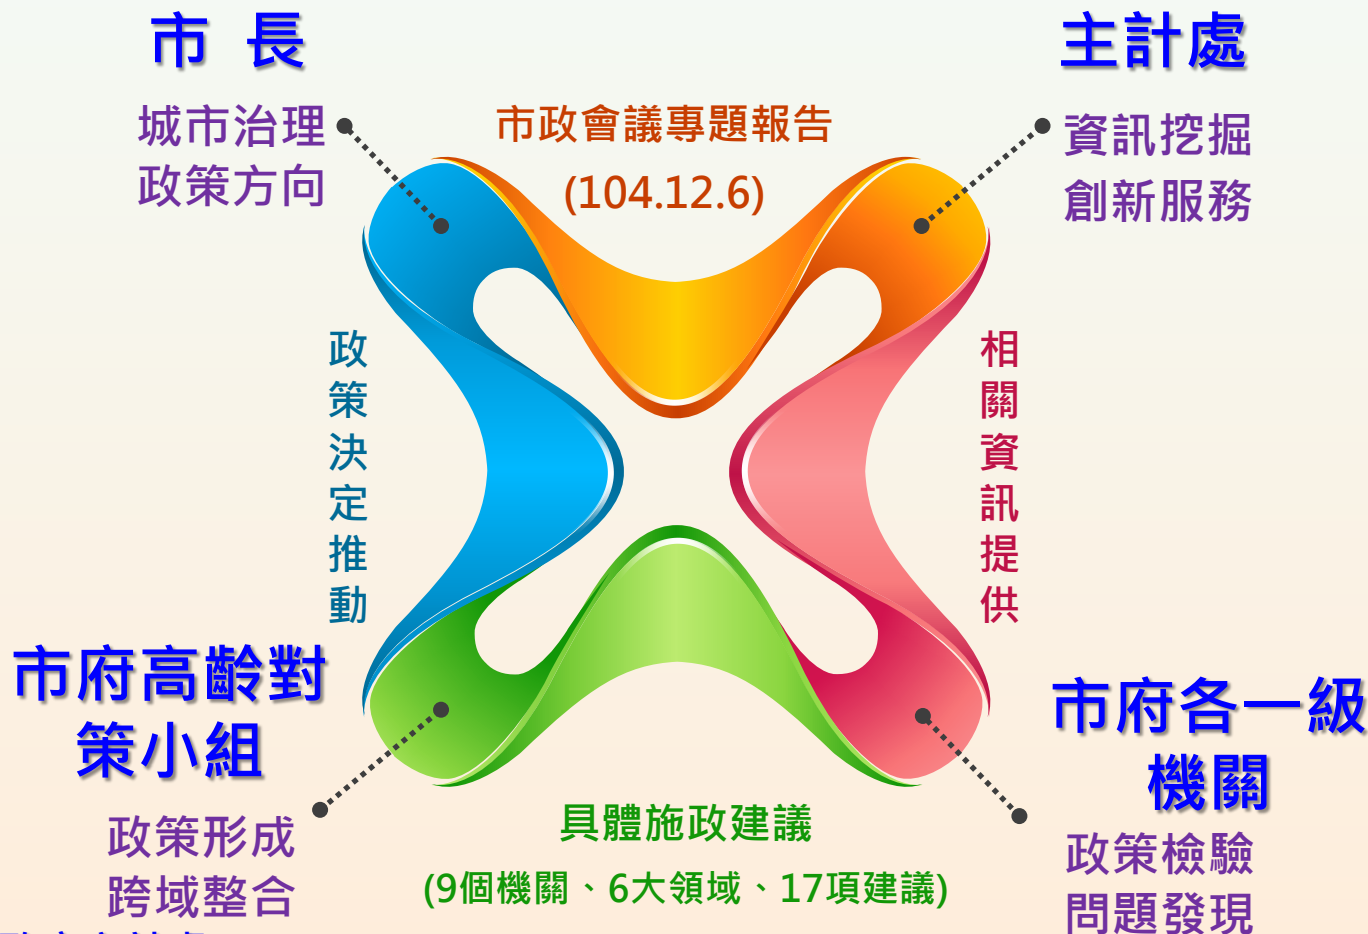 市 長
城市治理
政策方向
市政會議專題報告
(104.12.6)
主計處
資訊挖掘
創新服務
政策決定推動
相關資訊提供
市府高齡對
策小組
政策形成
跨域整合
具體施政建議
(9個機關、6大領域、17項建議)
市府各一級
機關
政策檢驗
問題發現